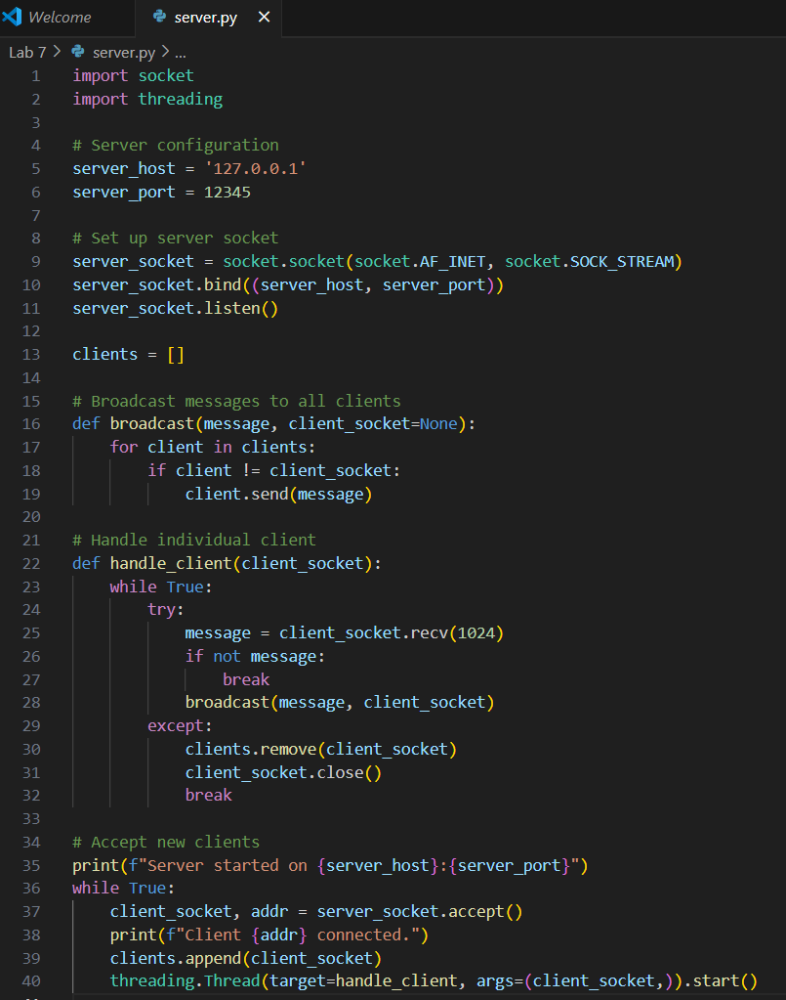 Welcome server.py ×
Lab 7 > server.py > ...
1 import socket
2 import threading
3
4 # Server configuration
5 server_host = '127.0.0.1'
6 server_port = 12345
7
8 # Set up server socket
9 server_socket = socket.socket(socket.AF_INET, socket.SOCK_STREAM)
10 server_socket.bind((server_host, server_port))
11 server_socket.listen()
12
13 clients = []
14
15 # Broadcast messages to all clients
16 def broadcast(message, client_socket=None):
17     for client in clients:
18         if client != client_socket:
19             client.send(message)
20
21 # Handle individual client
22 def handle_client(client_socket):
23     while True:
24         try:
25             message = client_socket.recv(1024)
26             if not message:
27                 break
28             broadcast(message, client_socket)
29         except:
30             clients.remove(client_socket)
31             client_socket.close()
32             break
33
34 # Accept new clients
35 print(f"Server started on {server_host}:{server_port}")
36 while True:
37     client_socket, addr = server_socket.accept()
38     print(f"Client {addr} connected.")
39     clients.append(client_socket)
40     threading.Thread(target=handle_client, args=(client_socket,)).start()